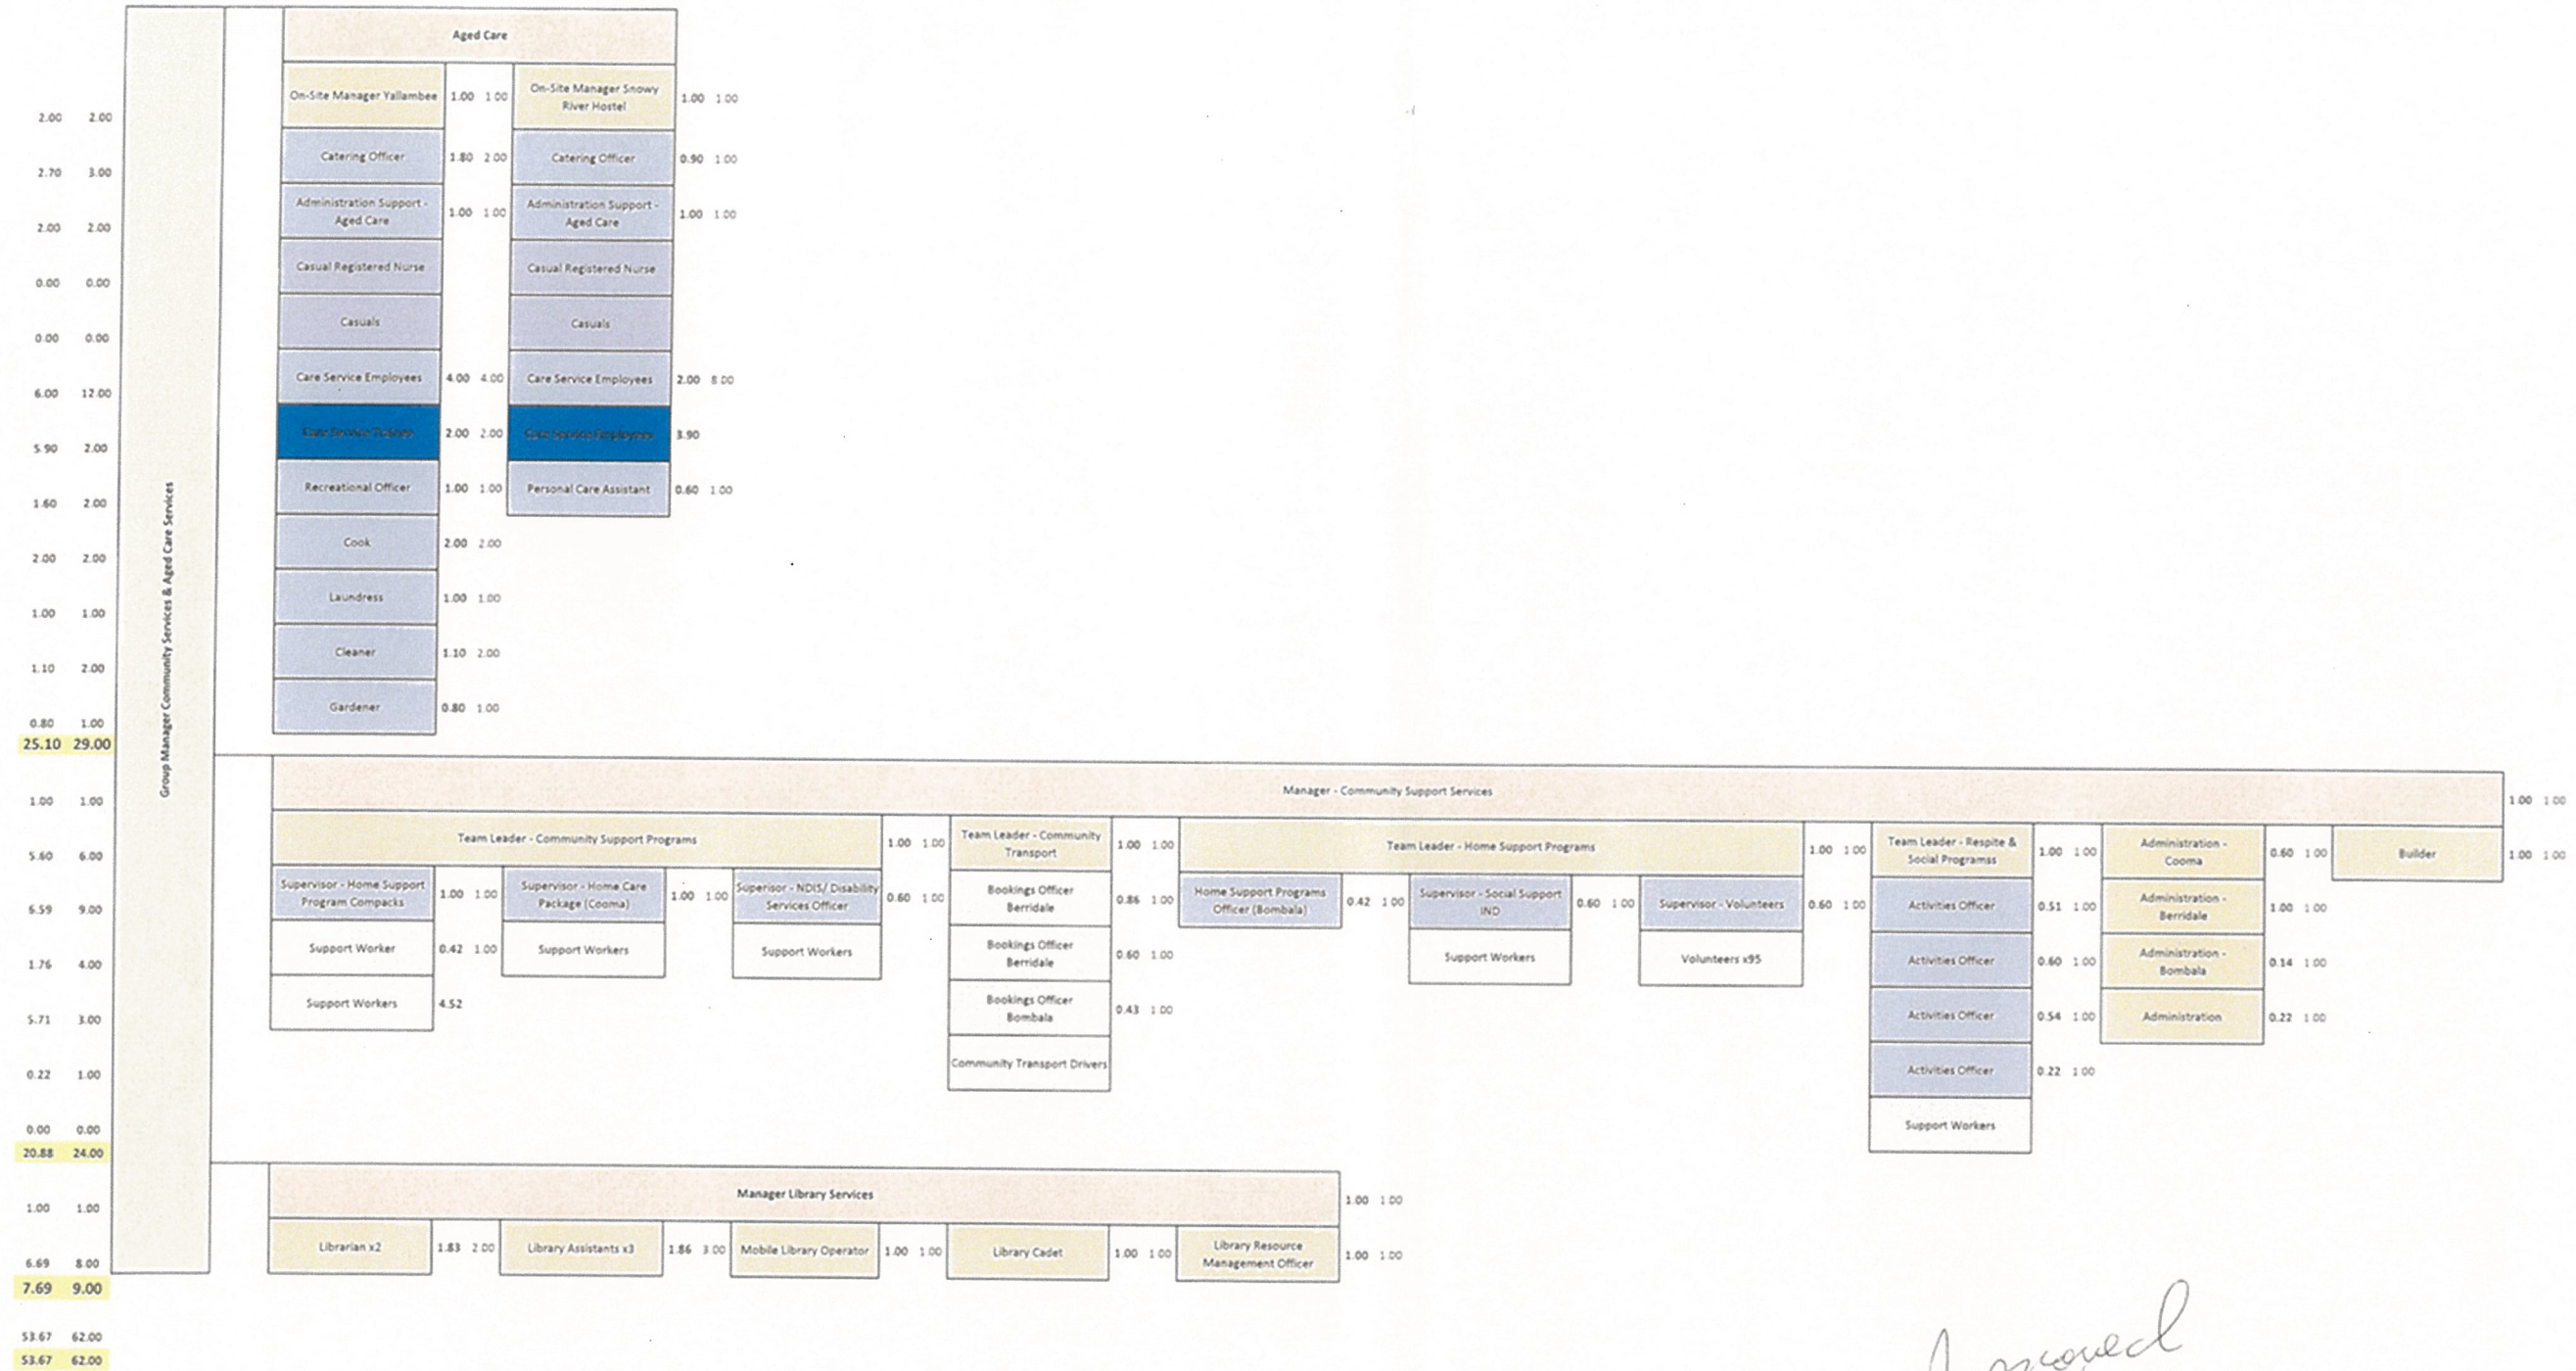 Aged Care
On-Site Manager Yallambee 1.00 1.00 On-Site Manager Snowy River Hostel 1.00 1.00
2.00 2.00
Catering Officer 1.80 2.00 Catering Officer 0.90 1.00
2.70 3.00
Administration Support - Aged Care 1.00 1.00 Administration Support - Aged Care 1.00 1.00
2.00 2.00
Casual Registered Nurse Casual Registered Nurse
0.00 0.00
Casuals Casuals
0.00 0.00
Care Service Employees 4.00 4.00 Care Service Employees 2.00 8.00
6.00 12.00
Care Service Trainee 2.00 2.00 Care Service Employees 3.90
5.90 2.00
Recreational Officer 1.00 1.00 Personal Care Assistant 0.60 1.00
1.60 2.00
Cook 2.00 2.00
2.00 2.00
Laundress 1.00 1.00
1.00 1.00
Cleaner 1.10 2.00
1.10 2.00
Gardener 0.80 1.00
0.80 1.00
25.10 29.00
Group Manager Community Services & Aged Care Services
Manager - Community Support Services 1.00 1.00
1.00 1.00
Team Leader - Community Support Programs 1.00 1.00 Team Leader - Community Transport 1.00 1.00 Team Leader - Home Support Programs 1.00 1.00 Team Leader - Respite & Social Programss 1.00 1.00 Administration - Cooma 0.60 1.00 Builder 1.00 1.00
5.60 6.00
Supervisor - Home Support Program Compacks 1.00 1.00 Supervisor - Home Care Package (Cooma) 1.00 1.00 Superisor - NDIS/ Disability Services Officer 0.60 1.00 Bookings Officer Berridale 0.86 1.00 Home Support Programs Officer (Bombala) 0.42 1.00 Supervisor - Social Support IND 0.60 1.00 Supervisor - Volunteers 0.60 1.00 Activities Officer 0.51 1.00 Administration - Berridale 1.00 1.00
6.59 9.00
Support Worker 0.42 1.00 Support Workers Support Workers Bookings Officer Berridale 0.60 1.00 Support Workers Volunteers x95 Activities Officer 0.60 1.00 Administration - Bombala 0.14 1.00
1.76 4.00
Support Workers 4.52 Bookings Officer Bombala 0.43 1.00 Activities Officer 0.54 1.00 Administration 0.22 1.00
5.71 3.00
Community Transport Drivers Activities Officer 0.22 1.00
0.22 1.00
Support Workers
0.00 0.00
20.88 24.00
Manager Library Services 1.00 1.00
1.00 1.00
Librarian x2 1.83 2.00 Library Assistants x3 1.86 3.00 Mobile Library Operator 1.00 1.00 Library Cadet 1.00 1.00 Library Resource Management Officer 1.00 1.00
6.69 8.00
7.69 9.00
53.67 62.00
53.67 62.00
Approved